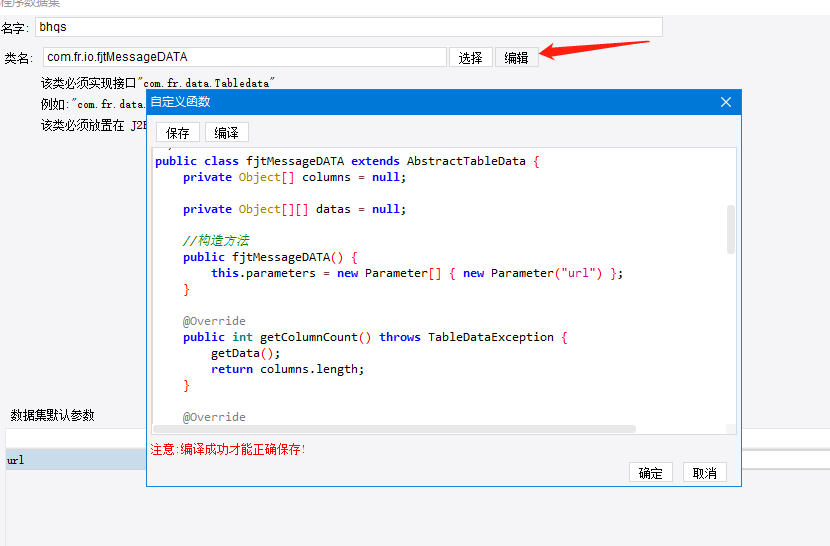 程序数据集
名字: bhqs
类名: com.fr.io.fjtMessageDATA 选择 编辑
该类必须实现接口"com.fr.data.Tabledata"
例如:"com.fr.data.
该类必须放置在 J2E
自定义函数
保存 编译
public class fjtMessageDATA extends AbstractTableData {
private Object[] columns = null;
private Object[][] datas = null;
//构造方法
public fjtMessageDATA() {
this.parameters = new Parameter[] { new Parameter("url") };
}
@Override
public int getColumnCount() throws TableDataException {
getData();
return columns.length;
}
@Override
注意:编译成功才能正确保存!
确定 取消
数据集默认参数
url